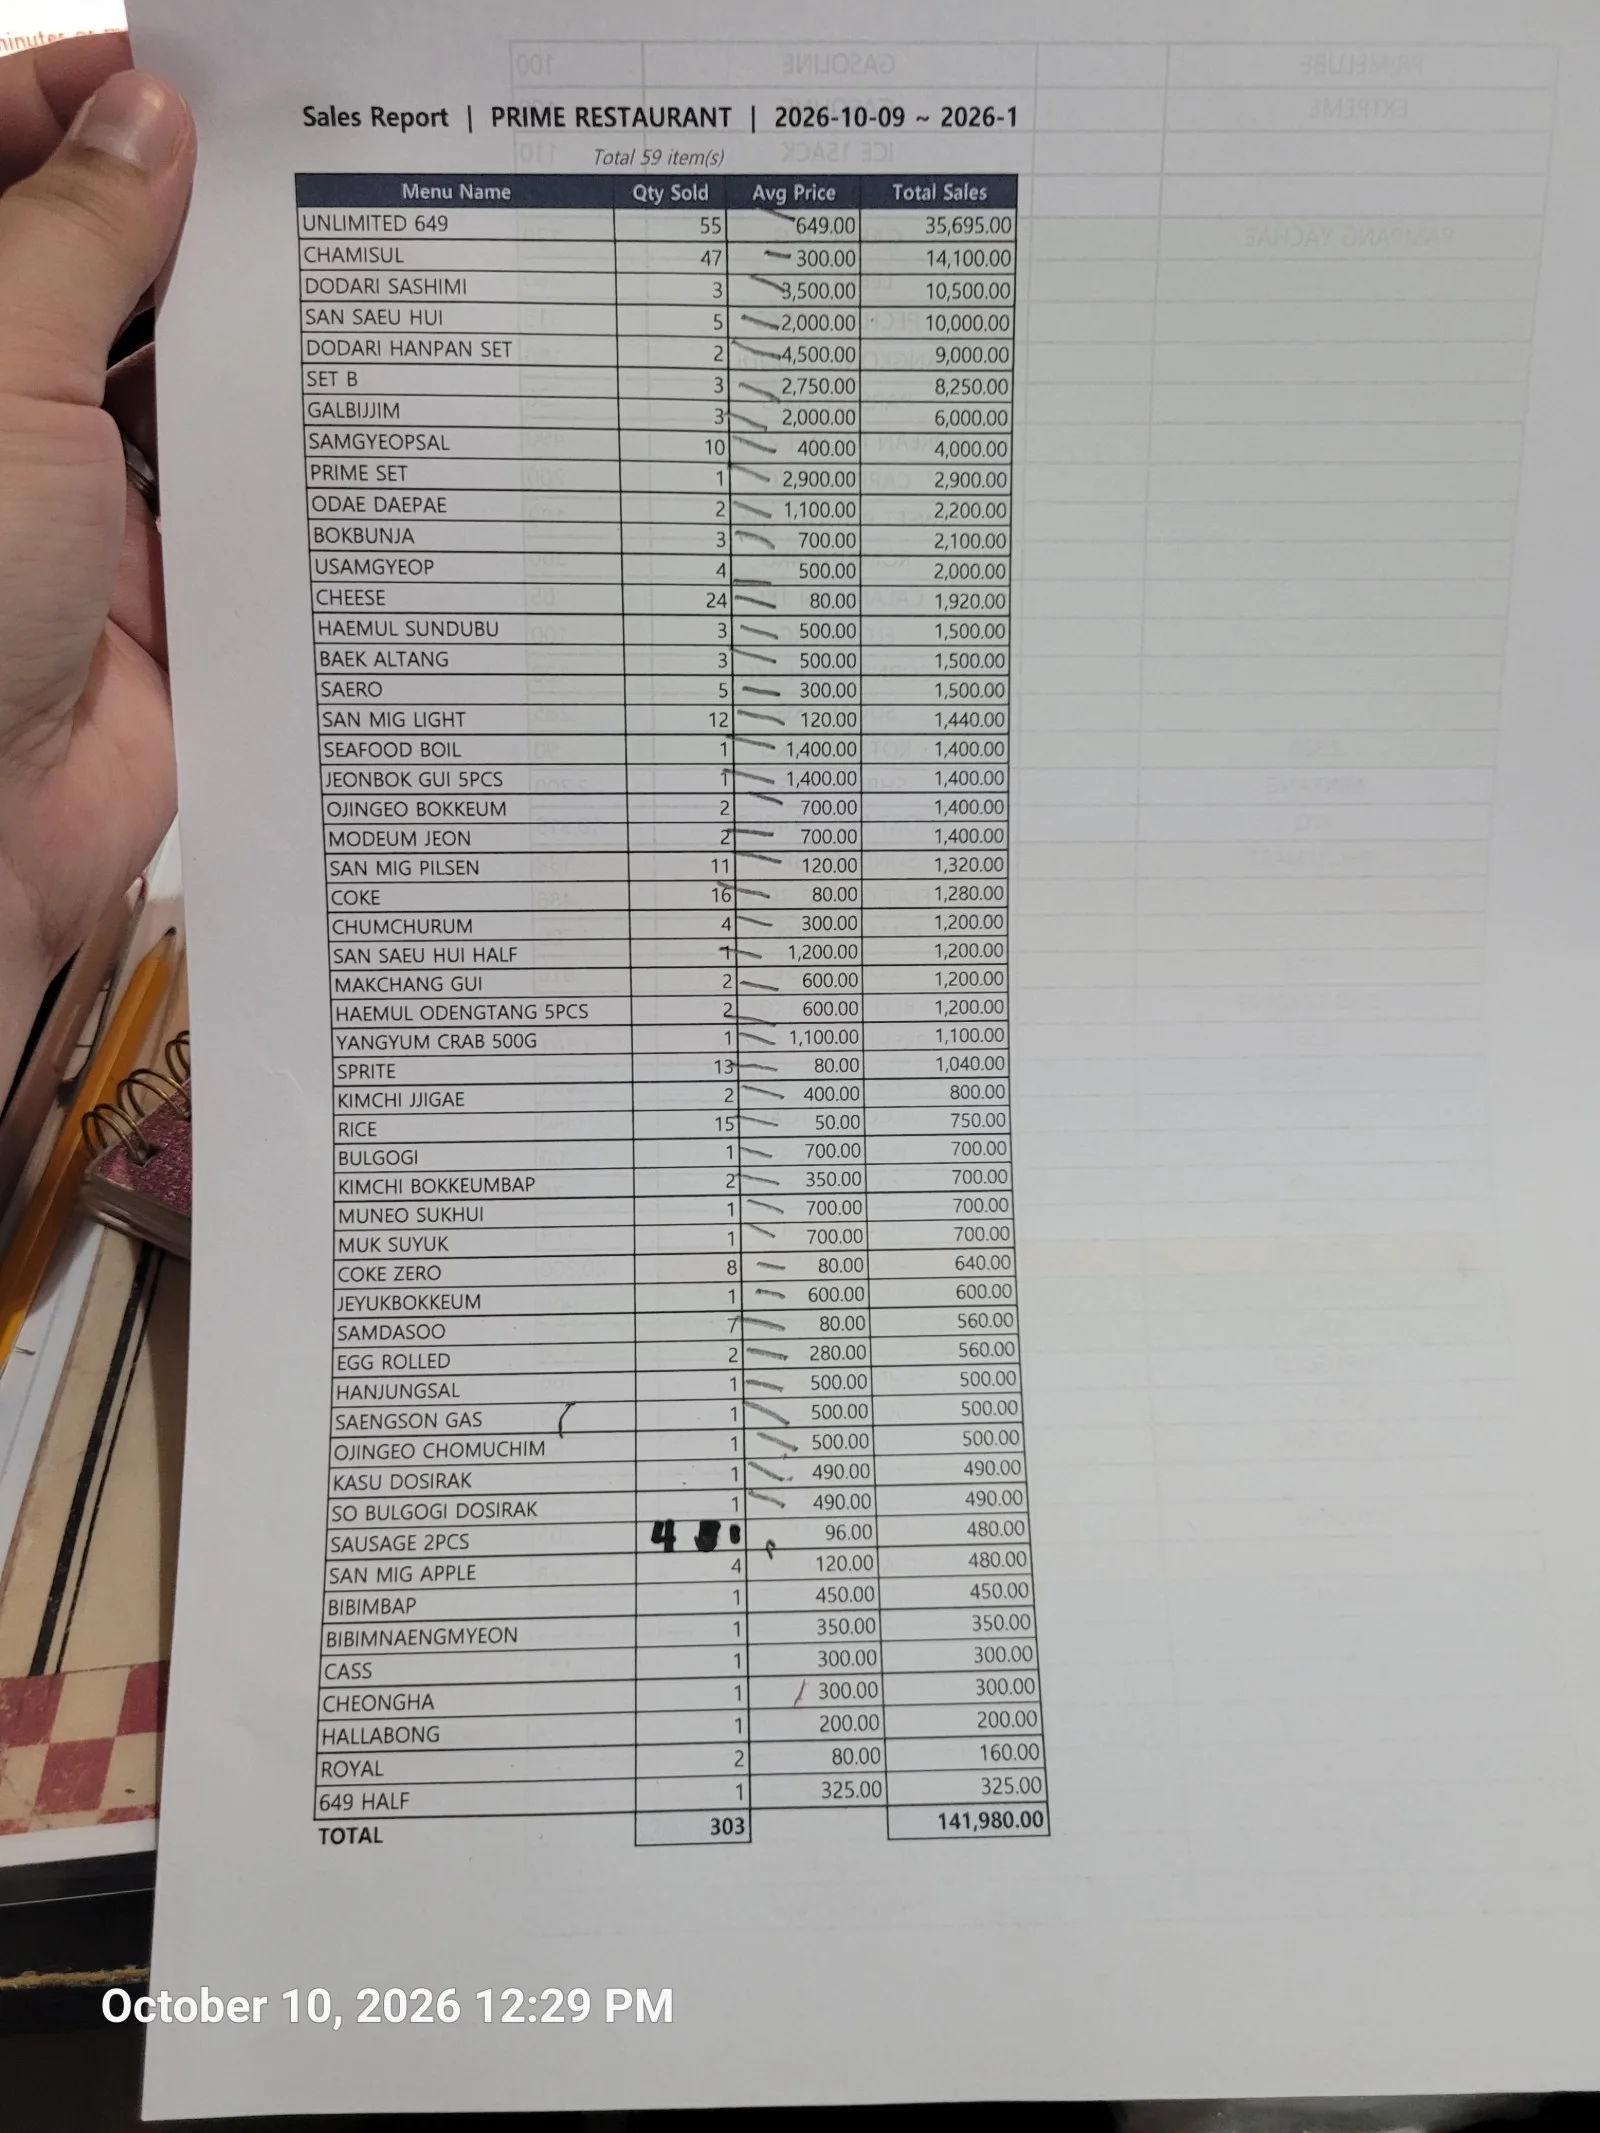 Sales Report | PRIME RESTAURANT | 2026-10-09 ~ 2026-1
Total 59 item(s)
Menu Name Qty Sold Avg Price Total Sales
UNLIMITED 649 55 649.00 35,695.00
CHAMISUL 47 300.00 14,100.00
DODARI SASHIMI 3 3,500.00 10,500.00
SAN SAEU HUI 5 2,000.00 10,000.00
DODARI HANPAN SET 2 4,500.00 9,000.00
SET B 3 2,750.00 8,250.00
GALBIJJIM 3 2,000.00 6,000.00
SAMGYEOPSAL 10 400.00 4,000.00
PRIME SET 1 2,900.00 2,900.00
ODAE DAEPAE 2 1,100.00 2,200.00
BOKBUNJA 3 700.00 2,100.00
USAMGYEOP 4 500.00 2,000.00
CHEESE 24 80.00 1,920.00
HAEMUL SUNDUBU 3 500.00 1,500.00
BAEK ALTANG 3 500.00 1,500.00
SAERO 5 300.00 1,500.00
SAN MIG LIGHT 12 120.00 1,440.00
SEAFOOD BOIL 1 1,400.00 1,400.00
JEONBOK GUI 5PCS 1 1,400.00 1,400.00
OJINGEO BOKKEUM 2 700.00 1,400.00
MODEUM JEON 2 700.00 1,400.00
SAN MIG PILSEN 11 120.00 1,320.00
COKE 16 80.00 1,280.00
CHUMCHURUM 4 300.00 1,200.00
SAN SAEU HUI HALF 1 1,200.00 1,200.00
MAKCHANG GUI 2 600.00 1,200.00
HAEMUL ODENGTANG 5PCS 2 600.00 1,200.00
YANGYUM CRAB 500G 1 1,100.00 1,100.00
SPRITE 13 80.00 1,040.00
KIMCHI JJIGAE 2 400.00 800.00
RICE 15 50.00 750.00
BULGOGI 1 700.00 700.00
KIMCHI BOKKEUMBAP 2 350.00 700.00
MUNEO SUKHUI 1 700.00 700.00
MUK SUYUK 1 700.00 700.00
COKE ZERO 8 80.00 640.00
JEYUKBOKKEUM 1 600.00 600.00
SAMDASOO 7 80.00 560.00
EGG ROLLED 2 280.00 560.00
HANJUNGSAL 1 500.00 500.00
SAENGSON GAS 1 500.00 500.00
OJINGEO CHOMUCHIM 1 500.00 500.00
KASU DOSIRAK 1 490.00 490.00
SO BULGOGI DOSIRAK 1 490.00 490.00
SAUSAGE 2PCS 4 96.00 480.00
SAN MIG APPLE 4 120.00 480.00
BIBIMBAP 1 450.00 450.00
BIBIMNAENGMYEON 1 350.00 350.00
CASS 1 300.00 300.00
CHEONGHA 1 300.00 300.00
HALLABONG 1 200.00 200.00
ROYAL 2 80.00 160.00
649 HALF 1 325.00 325.00
TOTAL 303 141,980.00
October 10, 2026 12:29 PM